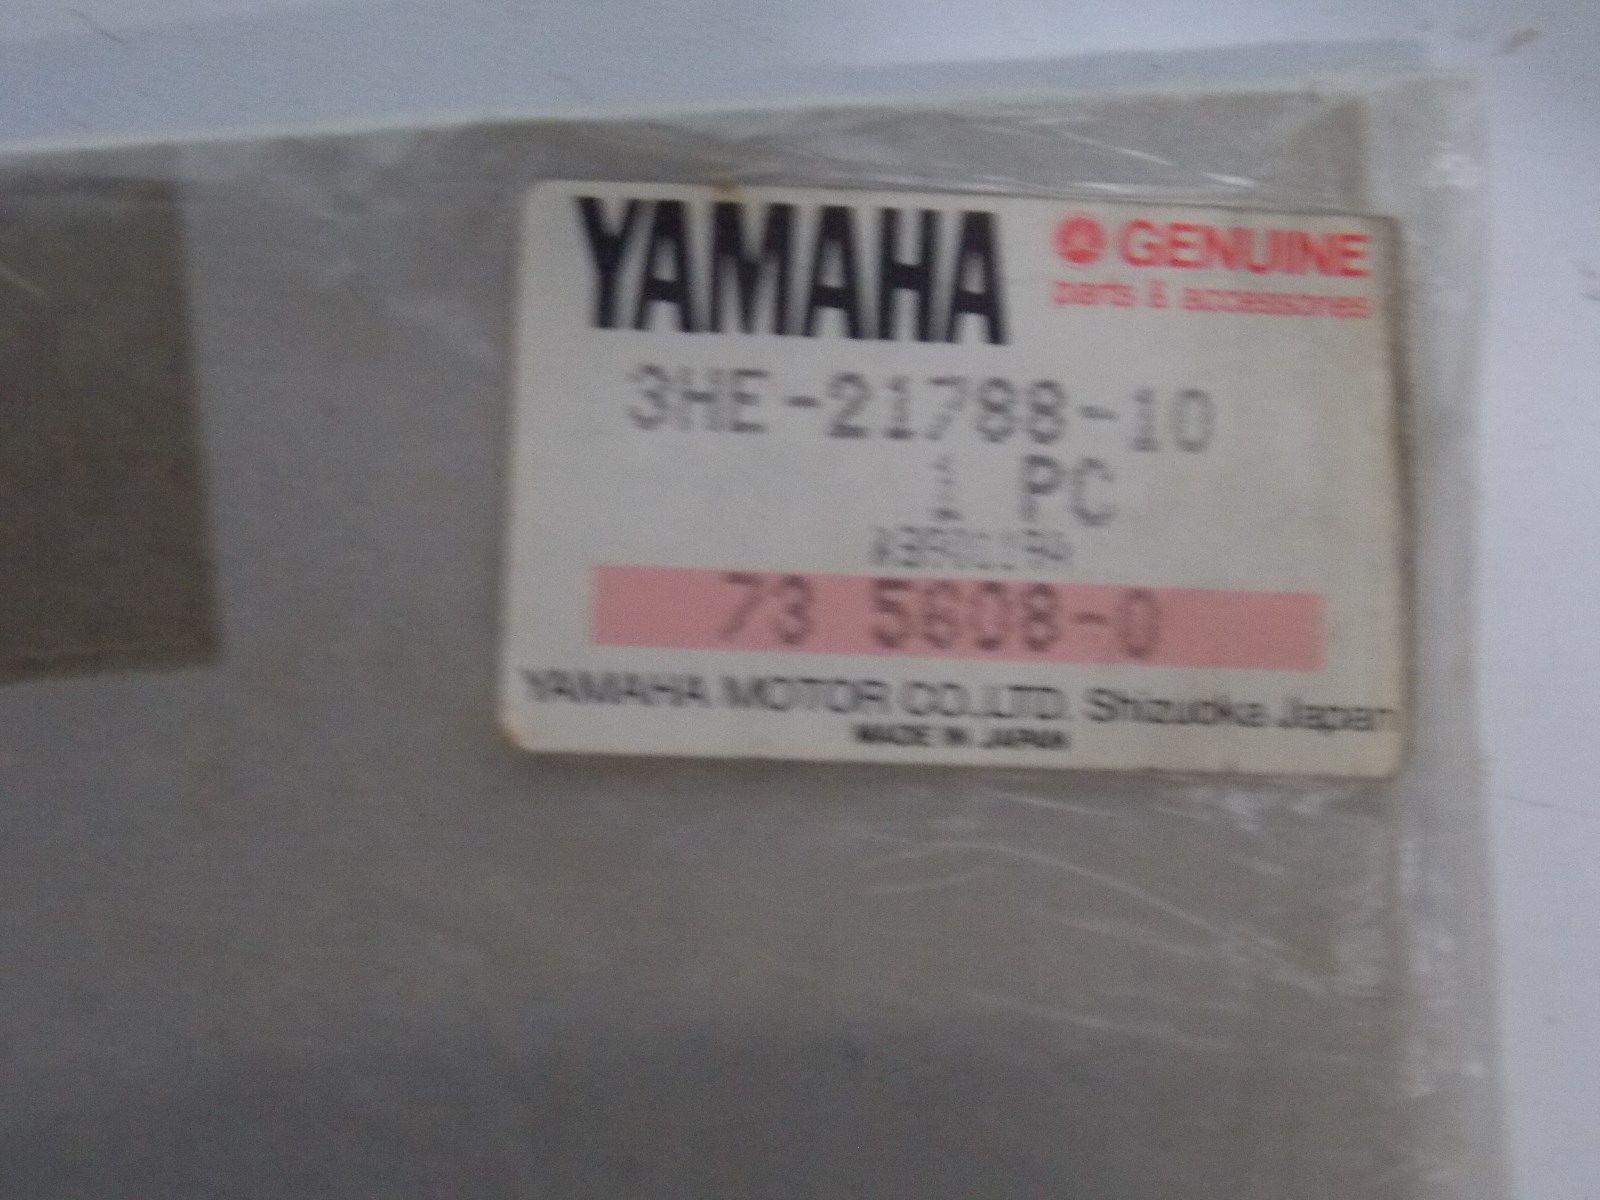 YAMAHA
GENUINE
parts & accessories
3HE-21788-10
1 PC
73 5608-0
YAMAHA MOTOR CO.,LTD. Shizuoka Japan
MADE IN JAPAN